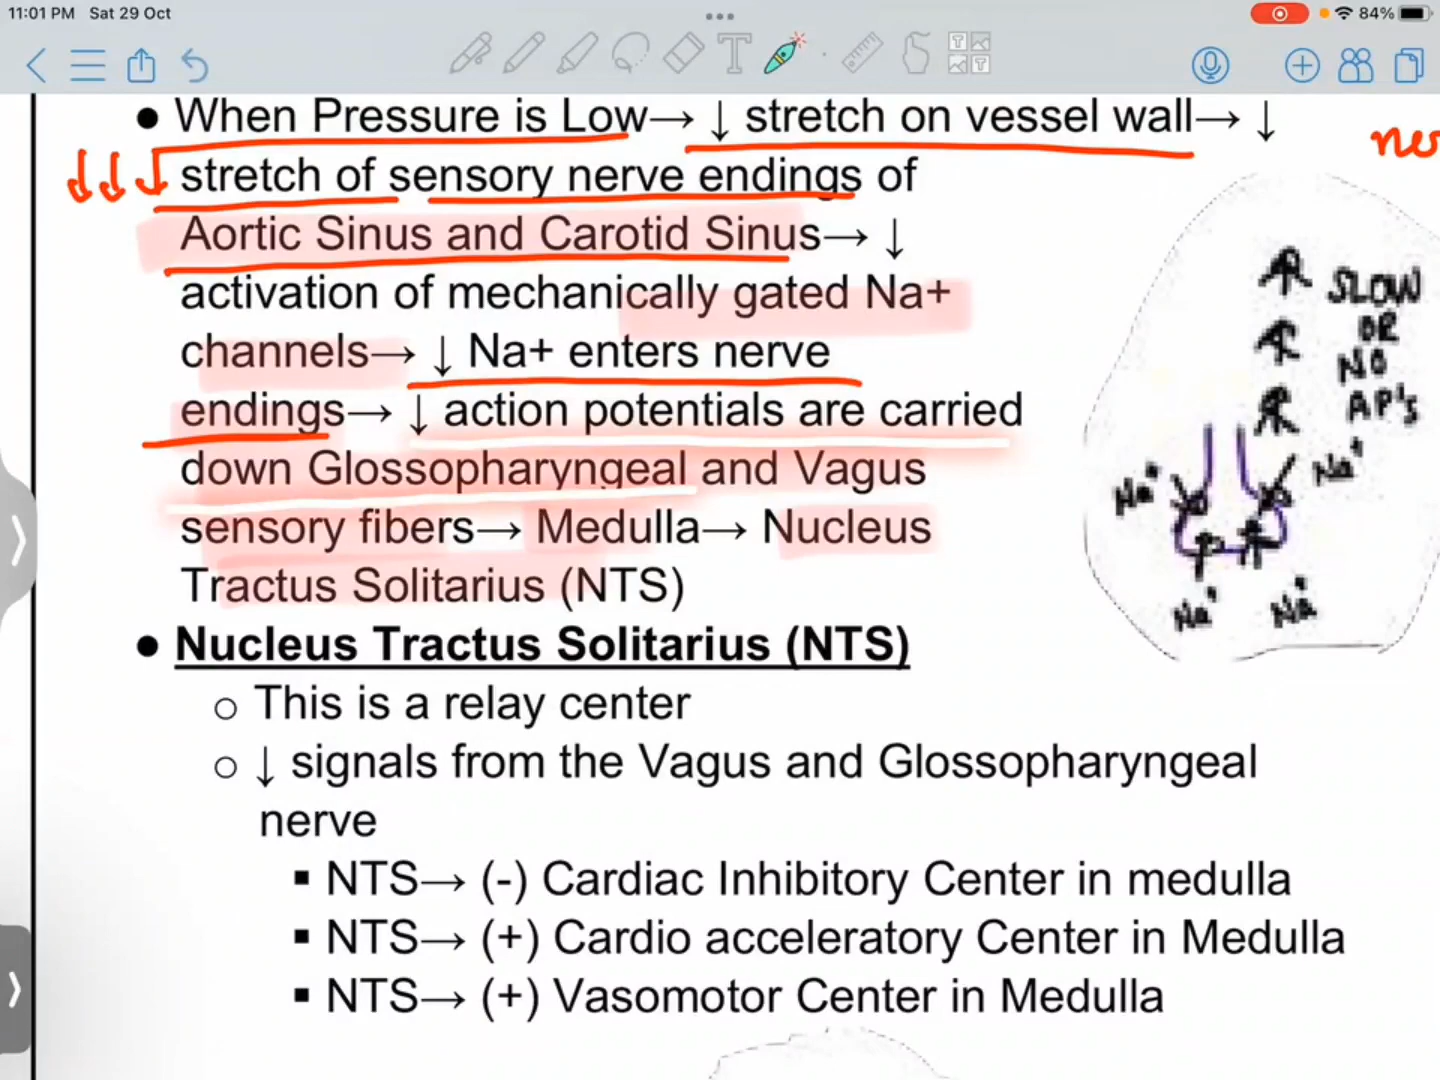 11:01 PM Sat 29 Oct
84%
● When Pressure is Low→ ↓ stretch on vessel wall→ ↓
↓↓↓ stretch of sensory nerve endings of
Aortic Sinus and Carotid Sinus→ ↓
activation of mechanically gated Na+
channels→ ↓ Na+ enters nerve
endings→ ↓ action potentials are carried
down Glossopharyngeal and Vagus
sensory fibers→ Medulla→ Nucleus
Tractus Solitarius (NTS)
● Nucleus Tractus Solitarius (NTS)
○ This is a relay center
○ ↓ signals from the Vagus and Glossopharyngeal
nerve
▪ NTS→ (-) Cardiac Inhibitory Center in medulla
▪ NTS→ (+) Cardio acceleratory Center in Medulla
▪ NTS→ (+) Vasomotor Center in Medulla
SLOW
OR
NO
AP's
Na+
Na+
Na+
Na+